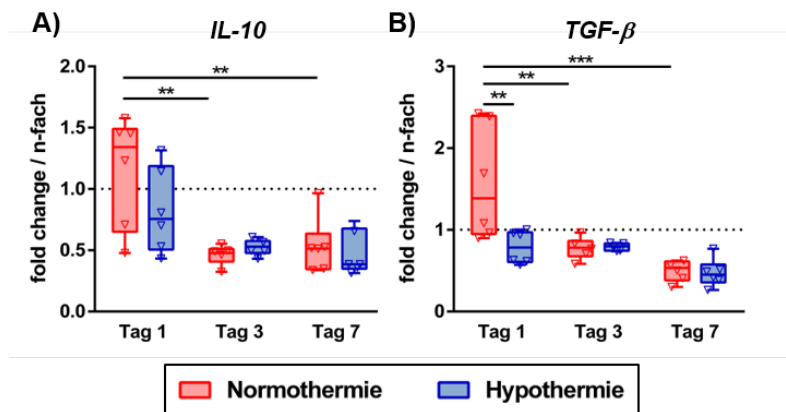 A) IL-10
fold change / n-fach
2.0
1.5
1.0
0.5
0.0
**
**
Tag 1 Tag 3 Tag 7
B) TGF-β
fold change / n-fach
3
2
1
0
***
**
**
Tag 1 Tag 3 Tag 7
Normothermie Hypothermie